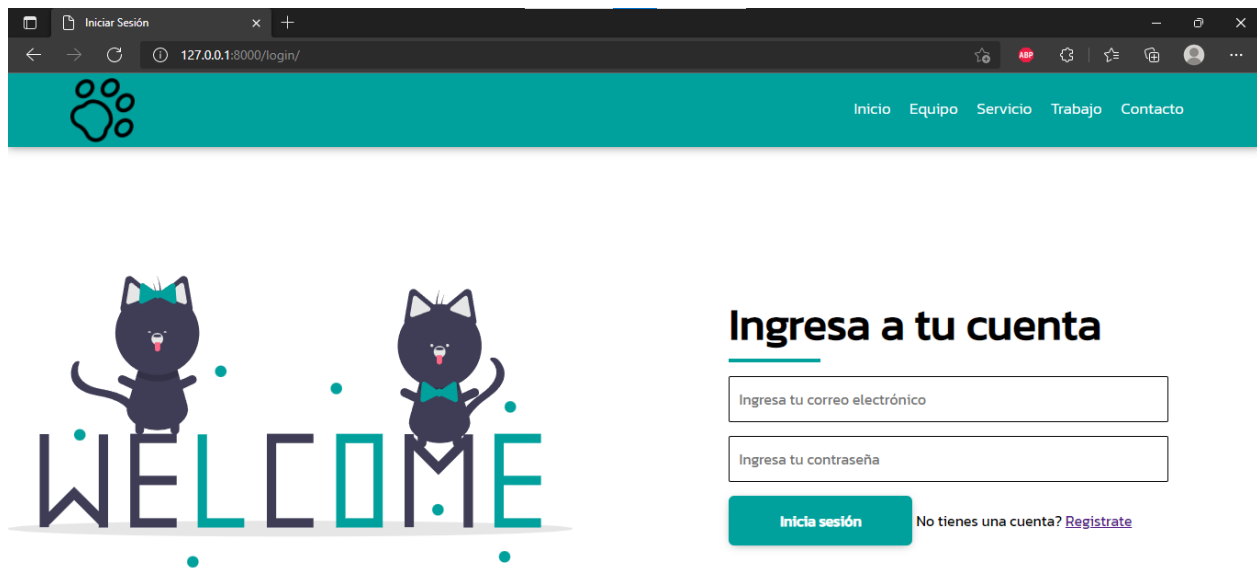 Iniciar Sesión
127.0.0.1:8000/login/
ABP
Inicio Equipo Servicio Trabajo Contacto
WELCOME
Ingresa a tu cuenta
Ingresa tu correo electrónico
Ingresa tu contraseña
Inicia sesión No tienes una cuenta? Registrate